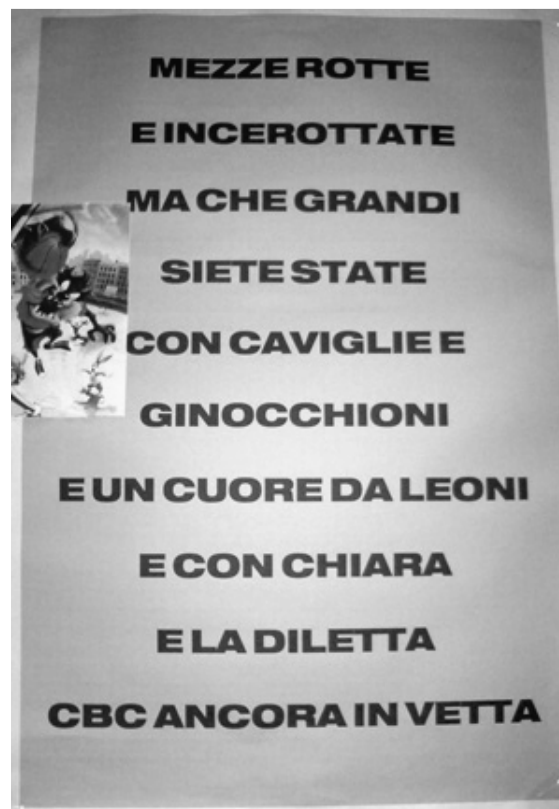 MEZZE ROTTE
E INCEROTTATE
MA CHE GRANDI
SIETE STATE
CON CAVIGLIE E
GINOCCHIONI
E UN CUORE DA LEONI
E CON CHIARA
E LA DILETTA
CBC ANCORA IN VETTA